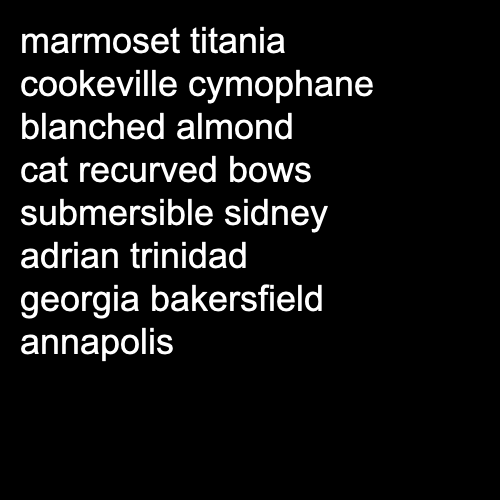 marmoset titania
cookeville cymophane
blanched almond
cat recurved bows
submersible sidney
adrian trinidad
georgia bakersfield
annapolis